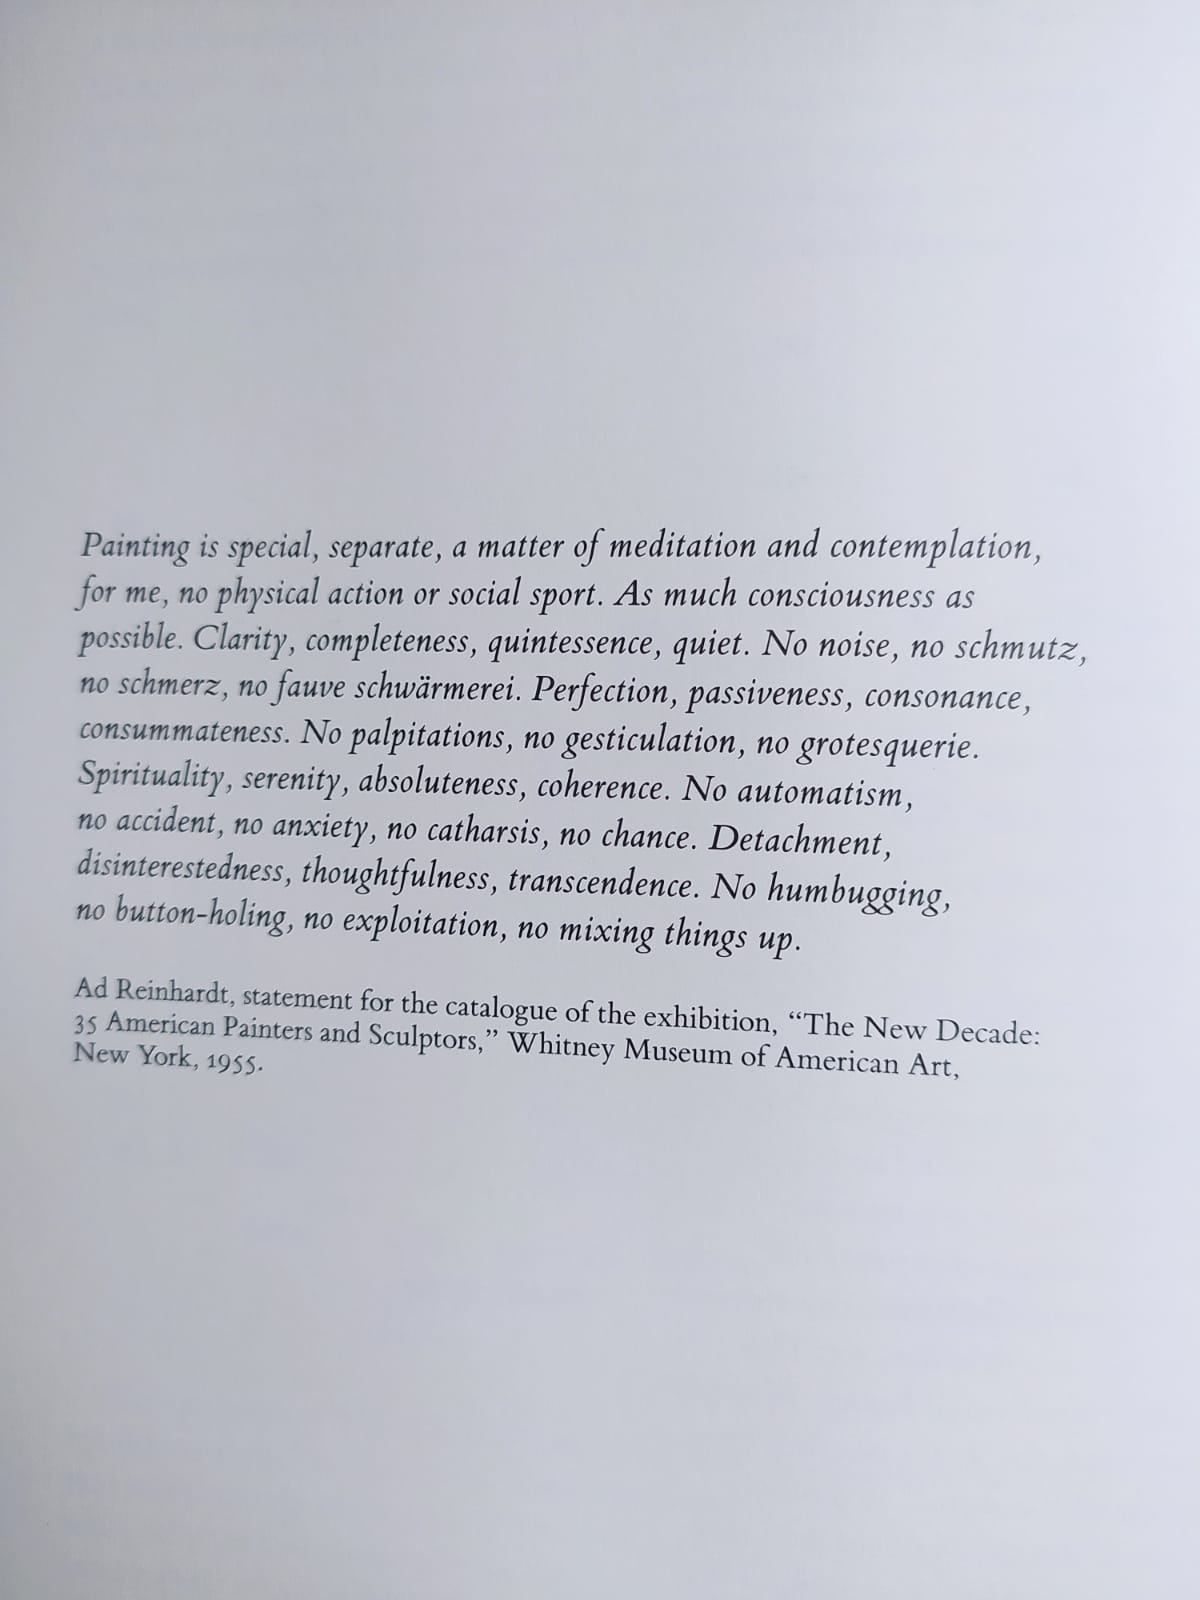 Painting is special, separate, a matter of meditation and contemplation,
for me, no physical action or social sport. As much consciousness as
possible. Clarity, completeness, quintessence, quiet. No noise, no schmutz,
no schmerz, no fauve schwärmerei. Perfection, passiveness, consonance,
consummateness. No palpitations, no gesticulation, no grotesquerie.
Spirituality, serenity, absoluteness, coherence. No automatism,
no accident, no anxiety, no catharsis, no chance. Detachment,
disinterestedness, thoughtfulness, transcendence. No humbugging,
no button-holing, no exploitation, no mixing things up.
Ad Reinhardt, statement for the catalogue of the exhibition, “The New Decade:
35 American Painters and Sculptors,” Whitney Museum of American Art,
New York, 1955.